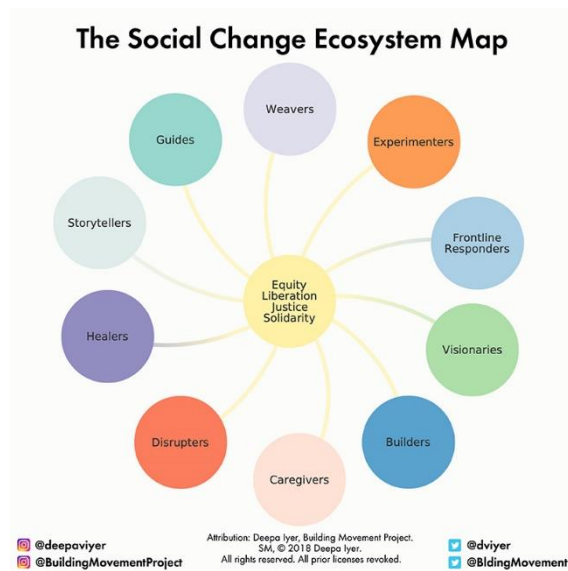 The Social Change Ecosystem Map
Weavers
Guides
Experimenters
Storytellers
Frontline
Responders
Equity
Liberation
Justice
Solidarity
Healers
Visionaries
Disrupters
Builders
Caregivers
@deepaviyer
@BuildingMovementProject
Attribution: Deepa Iyer, Building Movement Project.
SM, © 2018 Deepa Iyer.
All rights reserved. All prior licenses revoked.
@dviyer
@BldingMovement